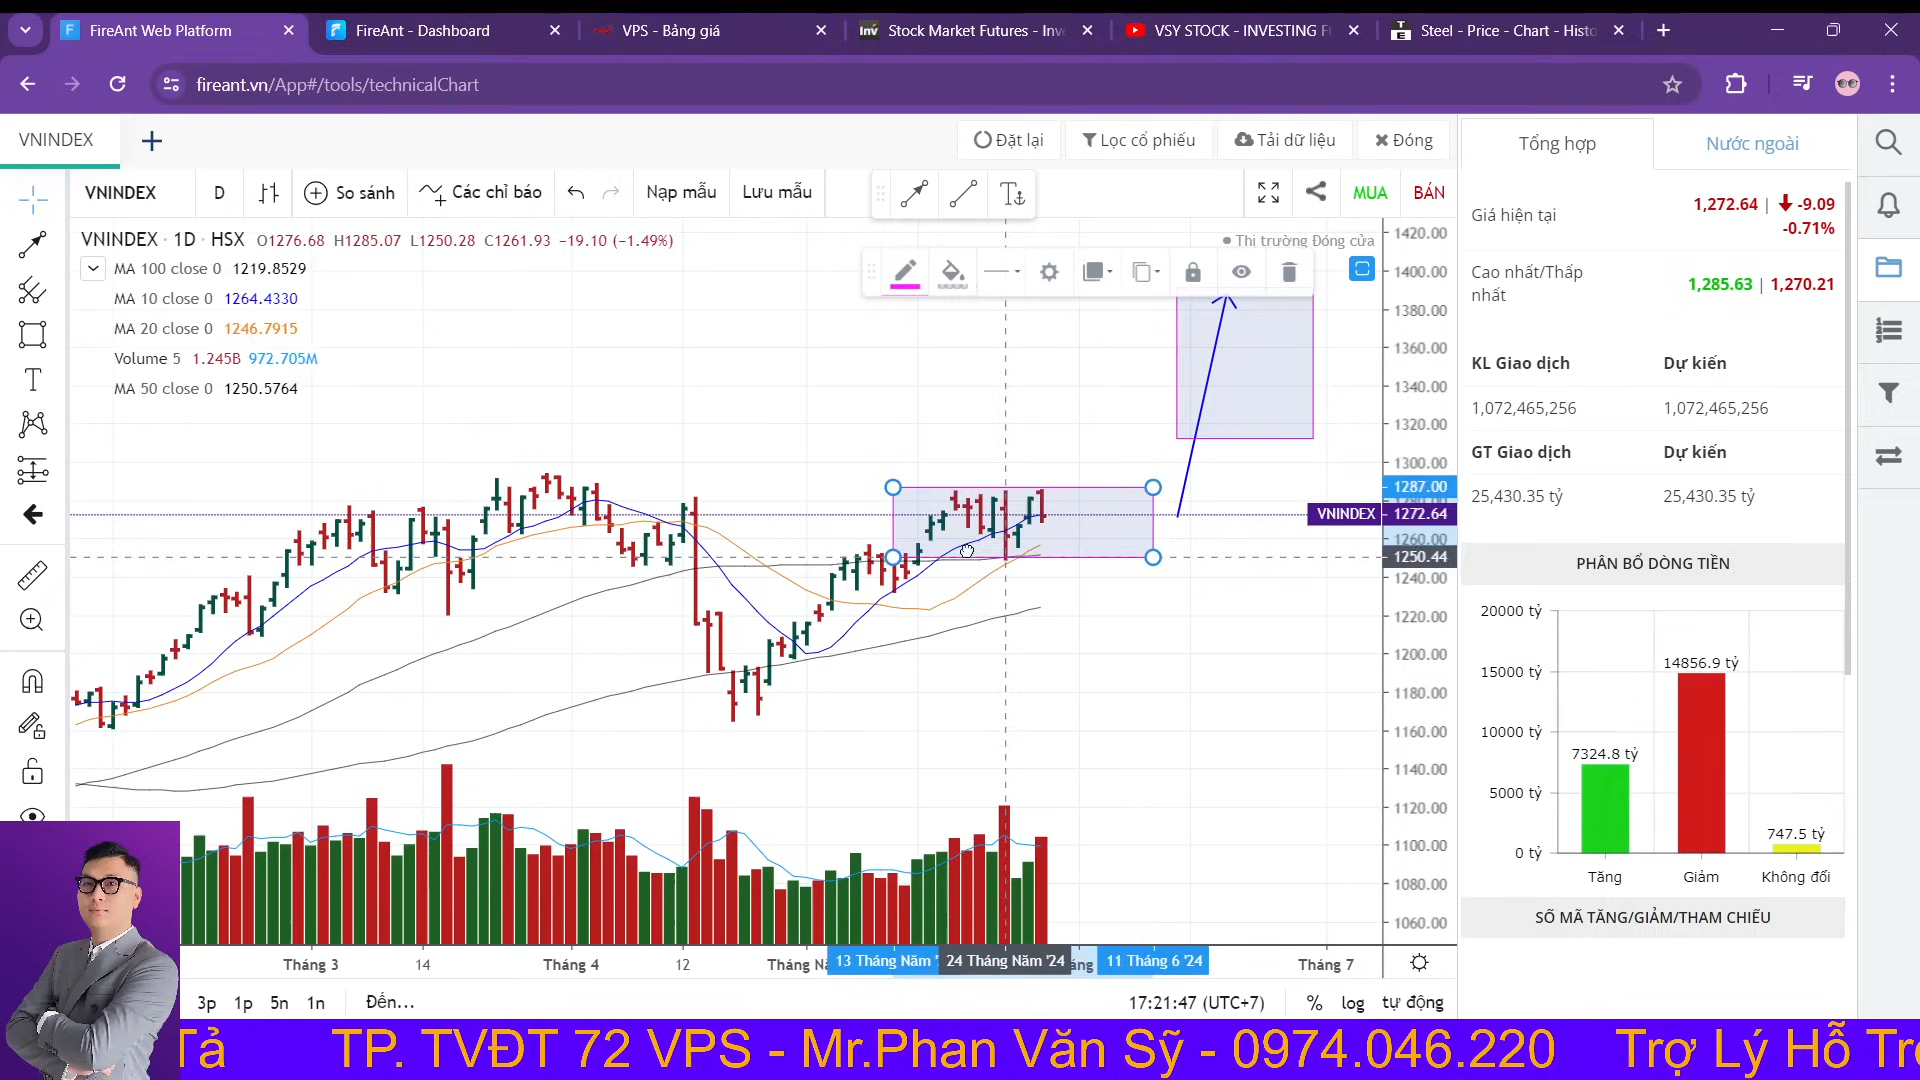 FireAnt Web Platform
FireAnt - Dashboard
VPS - Bảng giá
Inv Stock Market Futures - Inv
VSY STOCK - INVESTING F
Steel - Price - Chart - Histo
fireant.vn/App#/tools/technicalChart
VNINDEX
Đặt lại
Lọc cổ phiếu
Tải dữ liệu
Đóng
VNINDEX
D
So sánh
Các chỉ báo
Nạp mẫu
Lưu mẫu
MUA
BÁN
VNINDEX · 1D · HSX O1276.68 H1285.07 L1250.28 C1261.93 −19.10 (−1.49%)
Thị trường Đóng cửa
MA 100 close 0 1219.8529
MA 10 close 0 1264.4330
MA 20 close 0 1246.7915
Volume 5 1.245B 972.705M
MA 50 close 0 1250.5764
1420.00
1400.00
1380.00
1360.00
1340.00
1320.00
1300.00
1287.00
VNINDEX 1272.64
1260.00
1250.44
1240.00
1220.00
1200.00
1180.00
1160.00
1140.00
1120.00
1100.00
1080.00
1060.00
Tháng 3
14
Tháng 4
12
Tháng N
13 Tháng Năm '
24 Tháng Năm '24
11 Tháng 6 '24
Tháng 7
3p
1p
5n
1n
Đến...
17:21:47 (UTC+7)
%
log
tự động
Tổng hợp
Nước ngoài
Giá hiện tại
1,272.64 | -9.09
-0.71%
Cao nhất/Thấp
nhất
1,285.63 | 1,270.21
KL Giao dịch
Dự kiến
1,072,465,256
1,072,465,256
GT Giao dịch
Dự kiến
25,430.35 tỷ
25,430.35 tỷ
PHÂN BỔ DÒNG TIỀN
20000 tỷ
15000 tỷ
10000 tỷ
5000 tỷ
0 tỷ
7324.8 tỷ
14856.9 tỷ
747.5 tỷ
Tăng
Giảm
Không đổi
SỐ MÃ TĂNG/GIẢM/THAM CHIẾU
Tả TP. TVĐT 72 VPS - Mr.Phan Văn Sỹ - 0974.046.220 Trợ Lý Hỗ Trợ